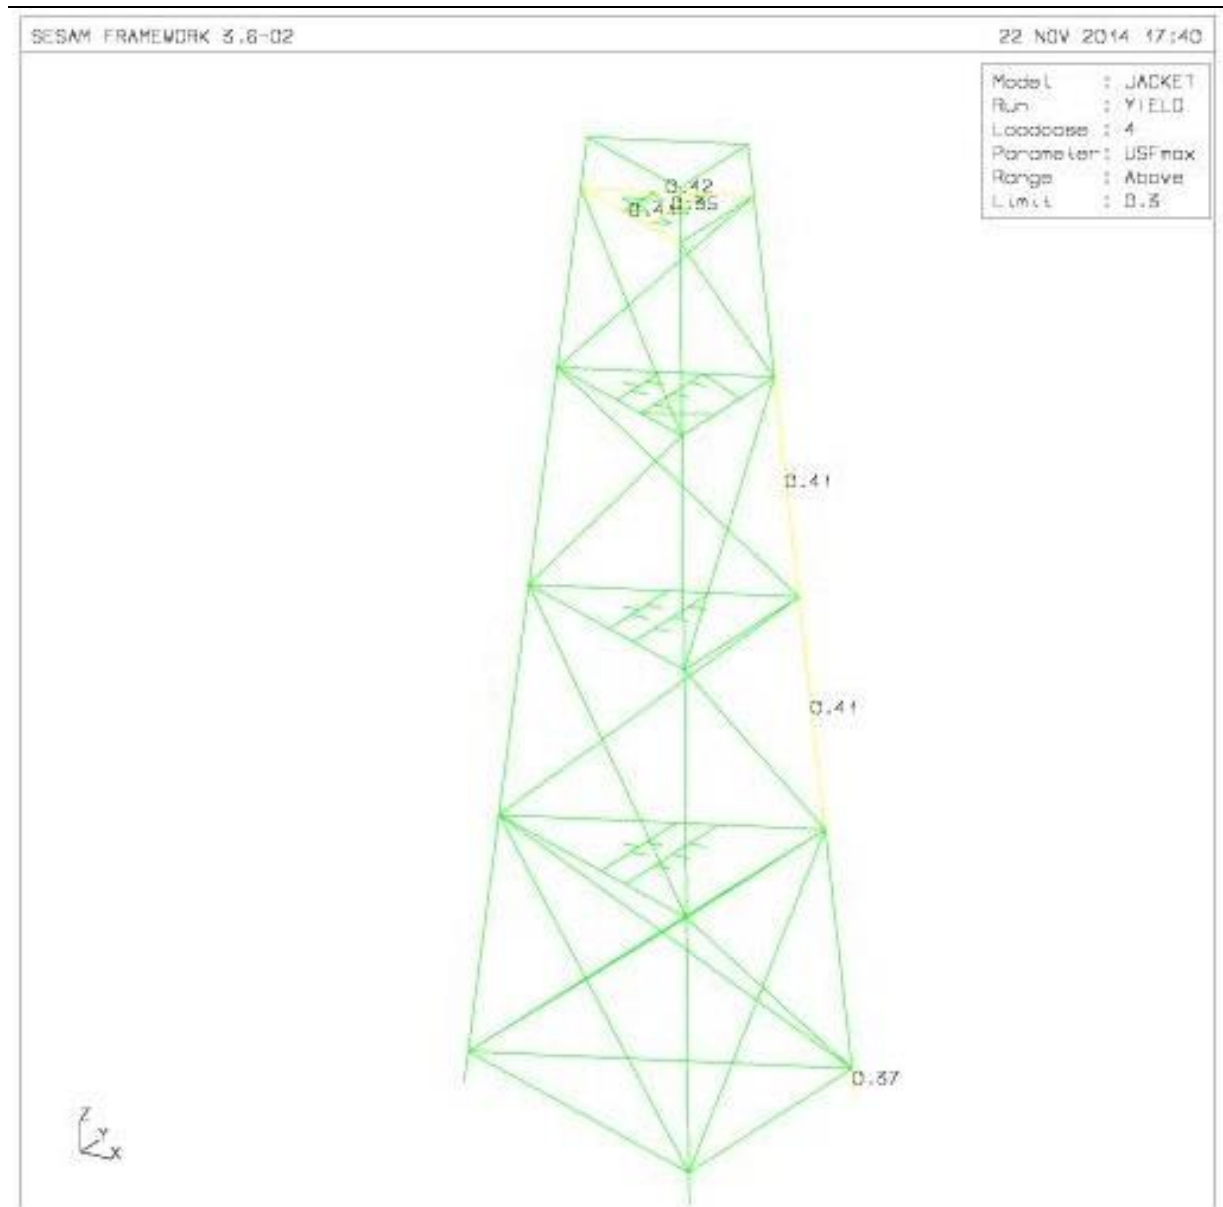 SESAM FRAMEWORK 3.6-02
22 NOV 2014 17:40
Model : JACKET
Run : YIELD
Loadcase : 4
Parameter: USFmax
Range : Above
Limit : 0.3
0.42
0.35
0.41
0.41
0.37
Z
Y
X